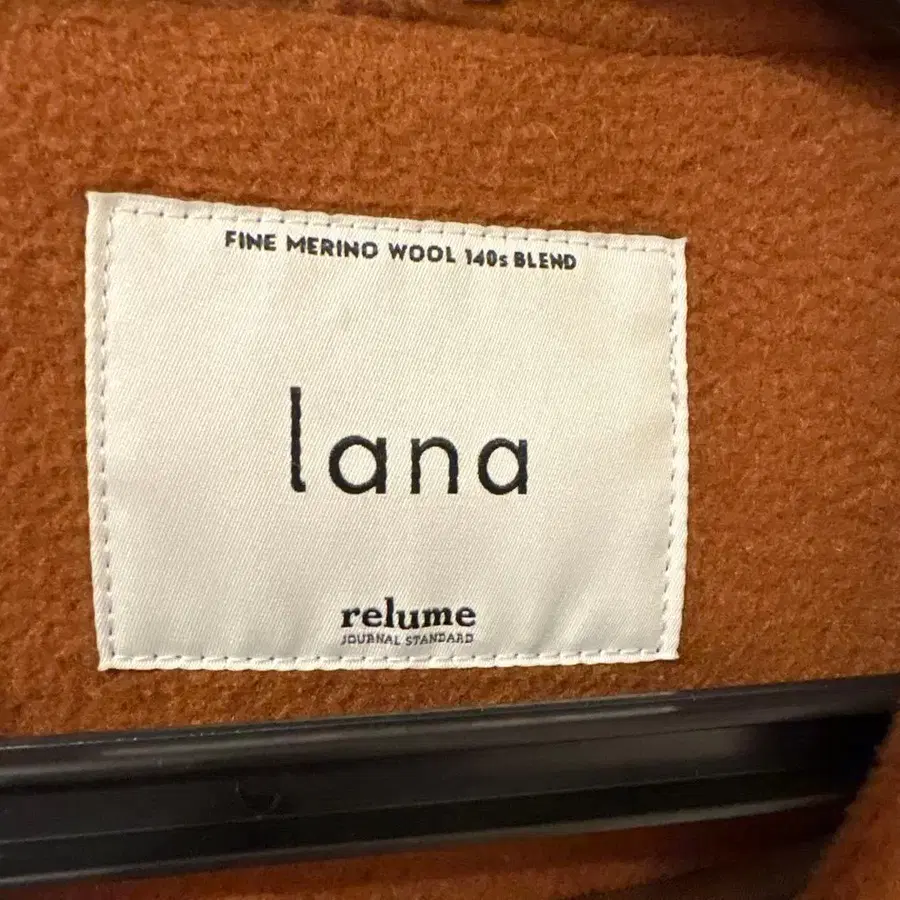 FINE MERINO WOOL 140s BLEND
lana
relume
JOURNAL STANDARD